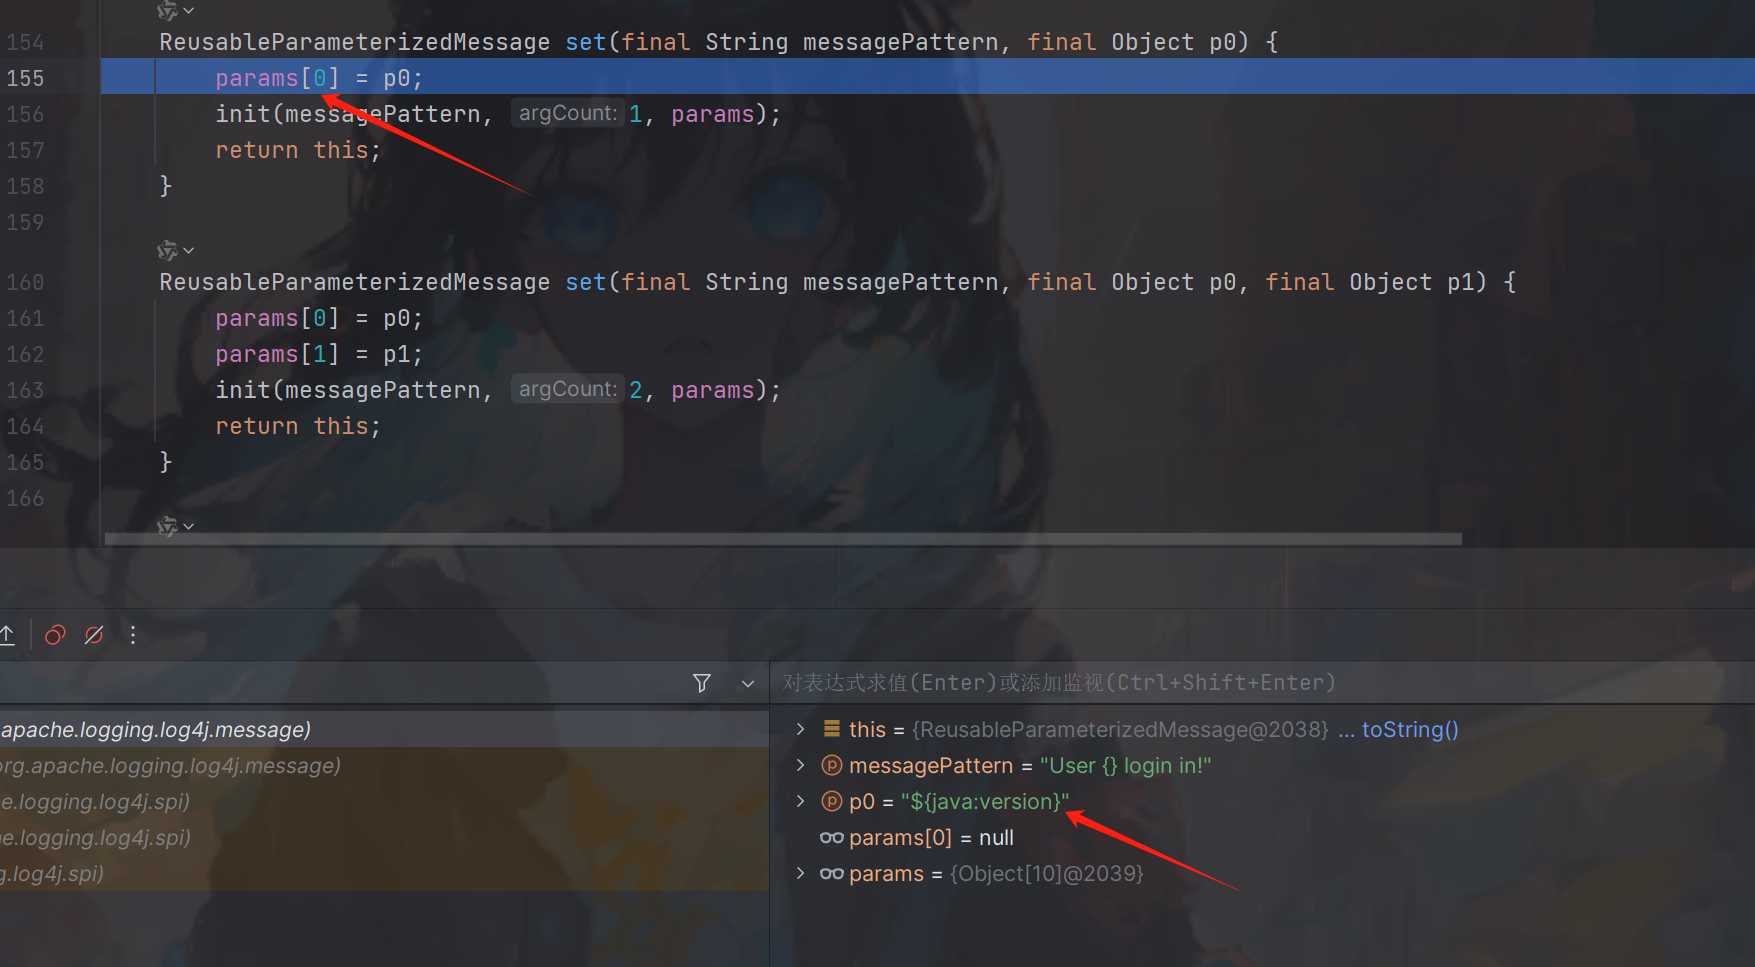 154 ReusableParameterizedMessage set(final String messagePattern, final Object p0) {
155 params[0] = p0;
156 init(messagePattern, argCount: 1, params);
157 return this;
158 }
159
160 ReusableParameterizedMessage set(final String messagePattern, final Object p0, final Object p1) {
161 params[0] = p0;
162 params[1] = p1;
163 init(messagePattern, argCount: 2, params);
164 return this;
165 }
166
对表达式求值(Enter)或添加监视(Ctrl+Shift+Enter)
apache.logging.log4j.message)
org.apache.logging.log4j.message)
e.logging.log4j.spi)
he.logging.log4j.spi)
g.log4j.spi)
this = {ReusableParameterizedMessage@2038} ... toString()
messagePattern = "User {} login in!"
p0 = "${java:version}"
params[0] = null
params = {Object[10]@2039}